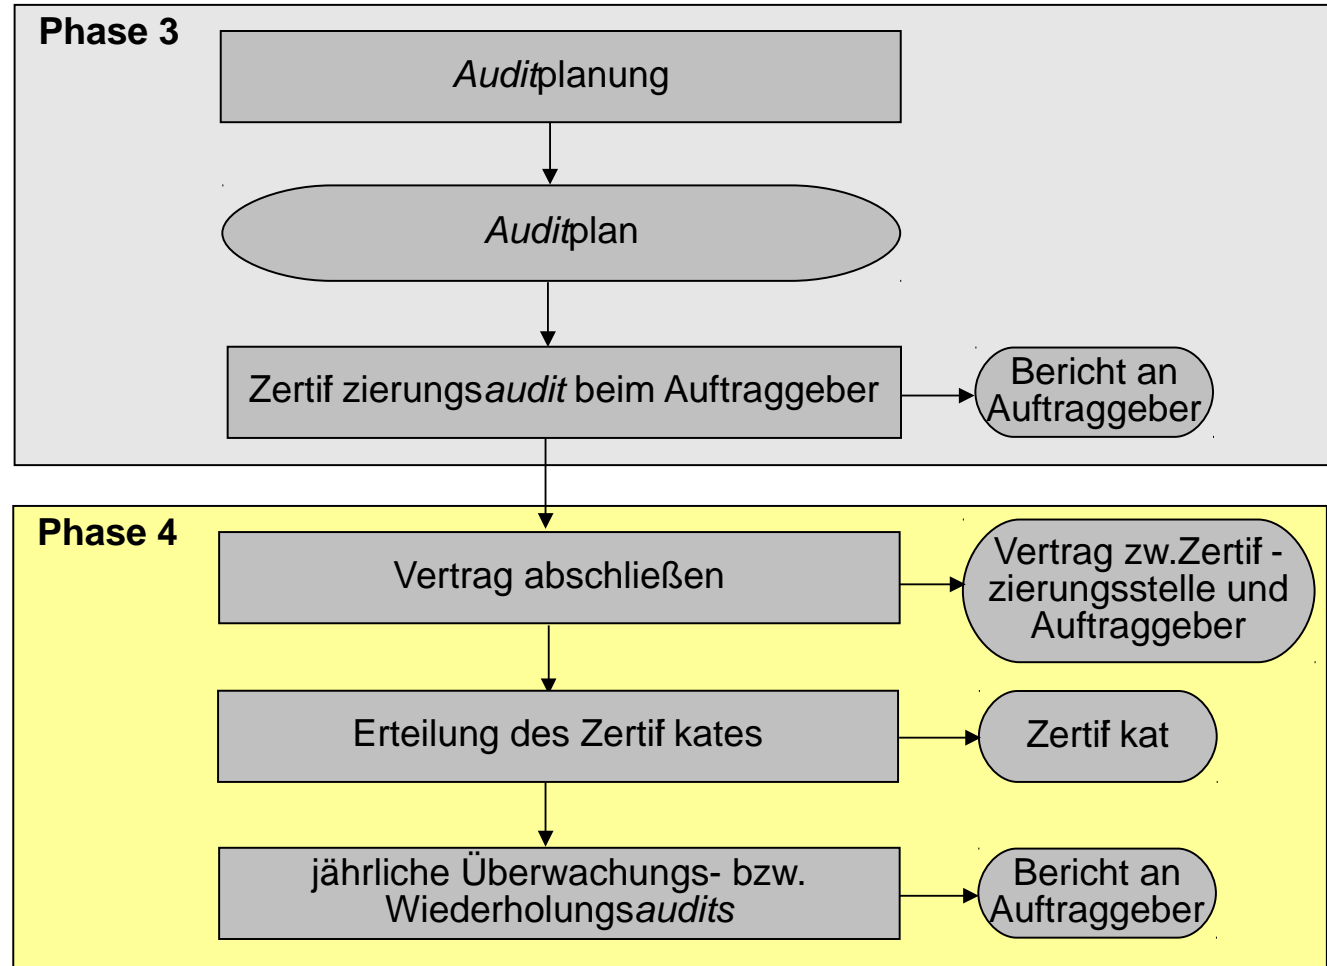 Phase 3
Auditplanung
Auditplan
Zertif zierungsaudit beim Auftraggeber
Bericht an
Auftraggeber
Phase 4
Vertrag abschließen
Vertrag zw.Zertif -
zierungsstelle und
Auftraggeber
Erteilung des Zertif kates
Zertif kat
jährliche Überwachungs- bzw.
Wiederholungsaudits
Bericht an
Auftraggeber